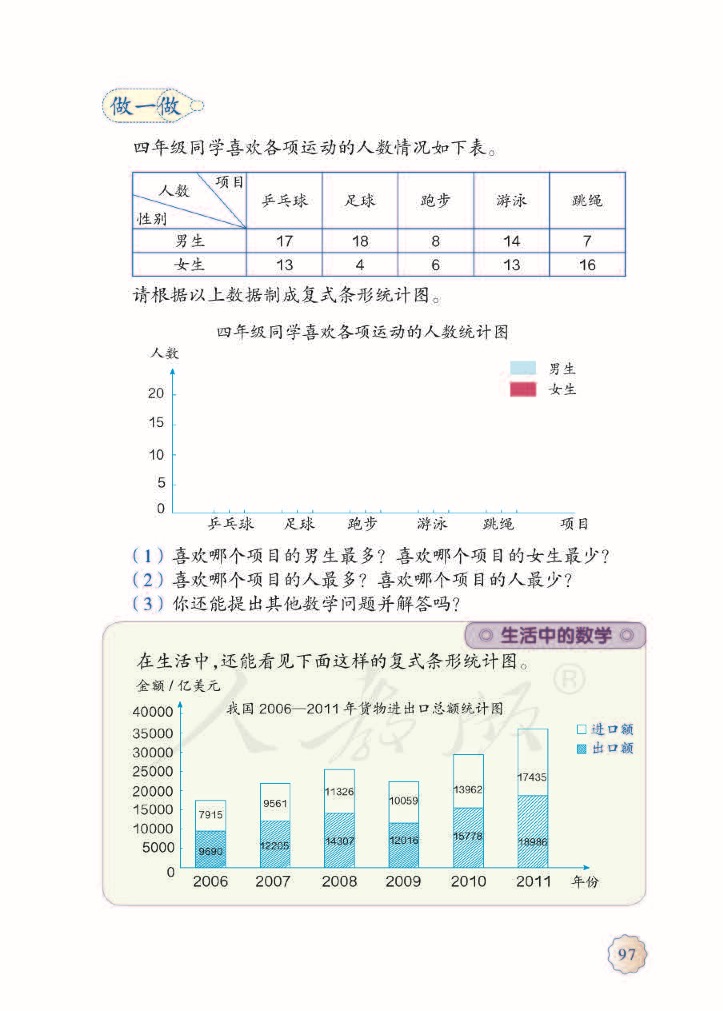 做一做
四年级同学喜欢各项运动的人数情况如下表。
人数 项目 乒乓球 足球 跑步 游泳 跳绳
性别
男生 17 18 8 14 7
女生 13 4 6 13 16
请根据以上数据制成复式条形统计图。
四年级同学喜欢各项运动的人数统计图
人数
男生
女生
20
15
10
5
0
乒乓球 足球 跑步 游泳 跳绳 项目
(1)喜欢哪个项目的男生最多?喜欢哪个项目的女生最少?
(2)喜欢哪个项目的人最多?喜欢哪个项目的人最少?
(3)你还能提出其他数学问题并解答吗?
生活中的数学
在生活中,还能看见下面这样的复式条形统计图。
金额/亿美元
我国2006—2011年货物进出口总额统计图
进口额
出口额
40000
35000
30000
25000
20000
15000
10000
5000
0
7915 9561 11326 10059 13962 17435
9690 12205 14307 12016 15778 18986
2006 2007 2008 2009 2010 2011 年份
人教版®
97